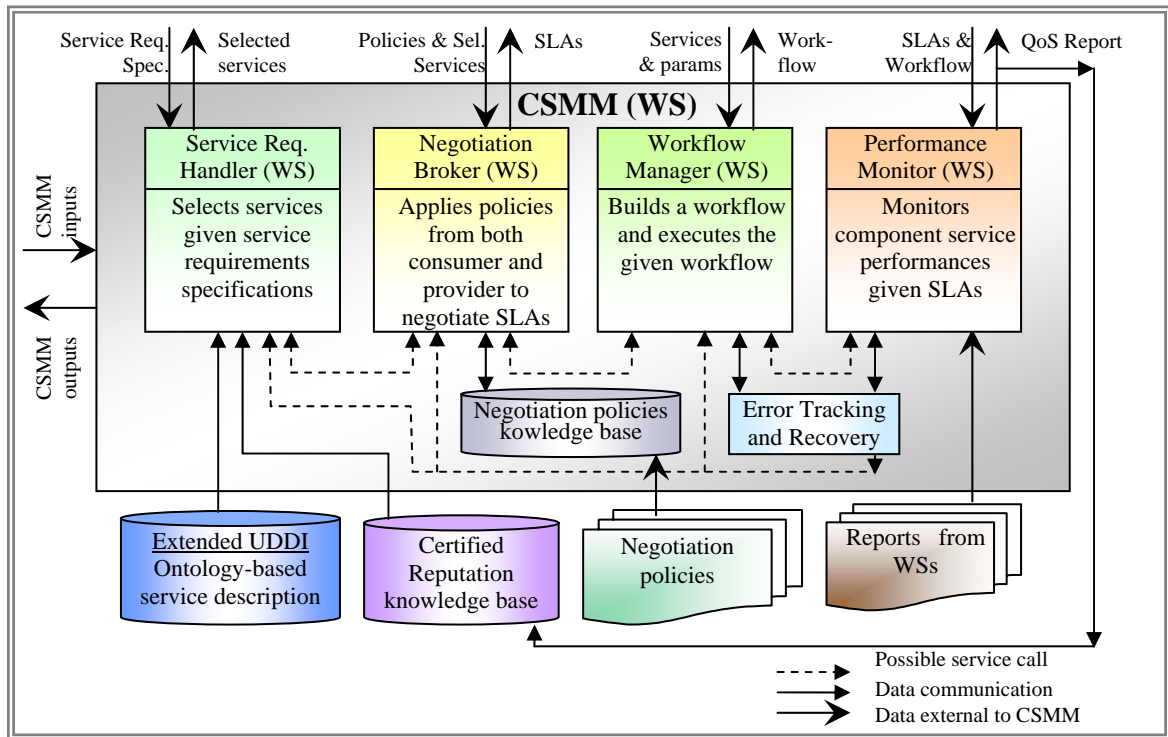 Service Req.
Spec.
Selected
services
Policies & Sel.
Services
SLAs
Services
& params
Work-
flow
SLAs &
Workflow
QoS Report
CSMM (WS)
Service Req.
Handler (WS)
Selects services
given service
requirements
specifications
Negotiation
Broker (WS)
Applies policies
from both
consumer and
provider to
negotiate SLAs
Workflow
Manager (WS)
Builds a workflow
and executes the
given workflow
Performance
Monitor (WS)
Monitors
component service
performances
given SLAs
CSMM
inputs
CSMM
outputs
Negotiation policies
kowledge base
Error Tracking
and Recovery
Extended UDDI
Ontology-based
service description
Certified
Reputation
knowledge base
Negotiation
policies
Reports from
WSs
Possible service call
Data communication
Data external to CSMM